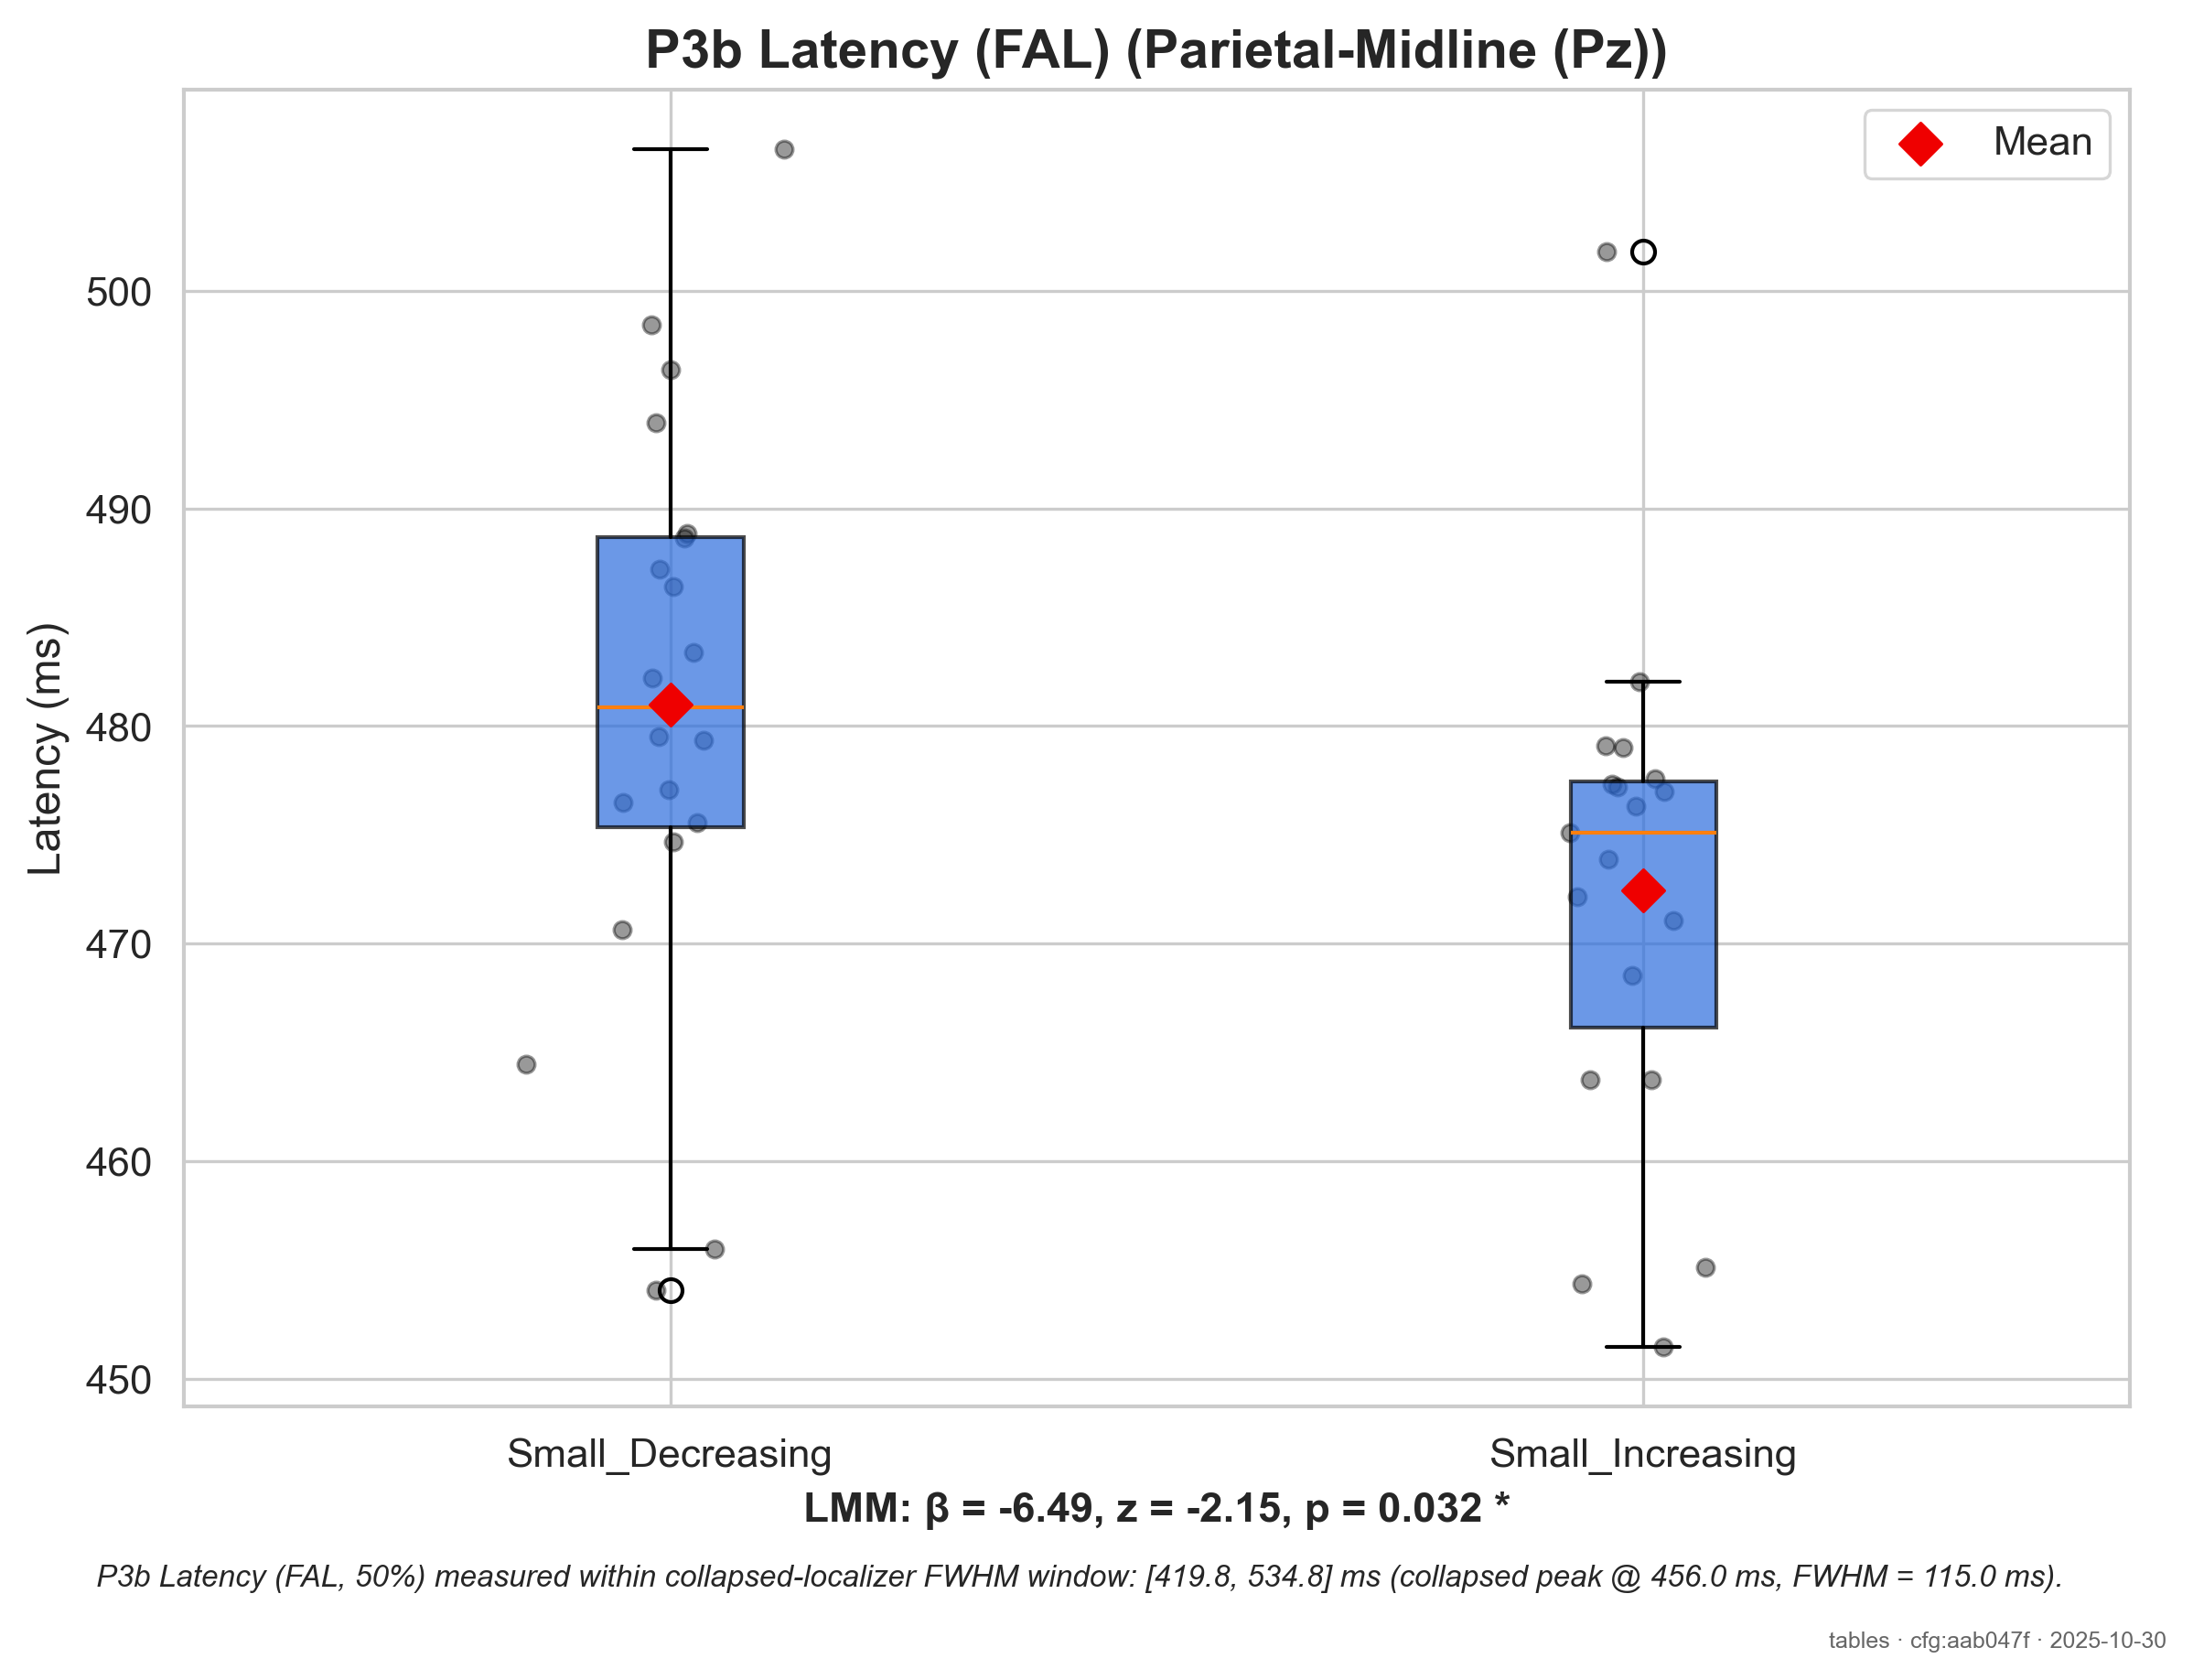 P3b Latency (FAL) (Parietal-Midline (Pz))
Mean
Latency (ms)
500
490
480
470
460
450
Small_Decreasing
Small_Increasing
LMM: β = -6.49, z = -2.15, p = 0.032 *
P3b Latency (FAL, 50%) measured within collapsed-localizer FWHM window: [419.8, 534.8] ms (collapsed peak @ 456.0 ms, FWHM = 115.0 ms).
tables · cfg:aab047f · 2025-10-30